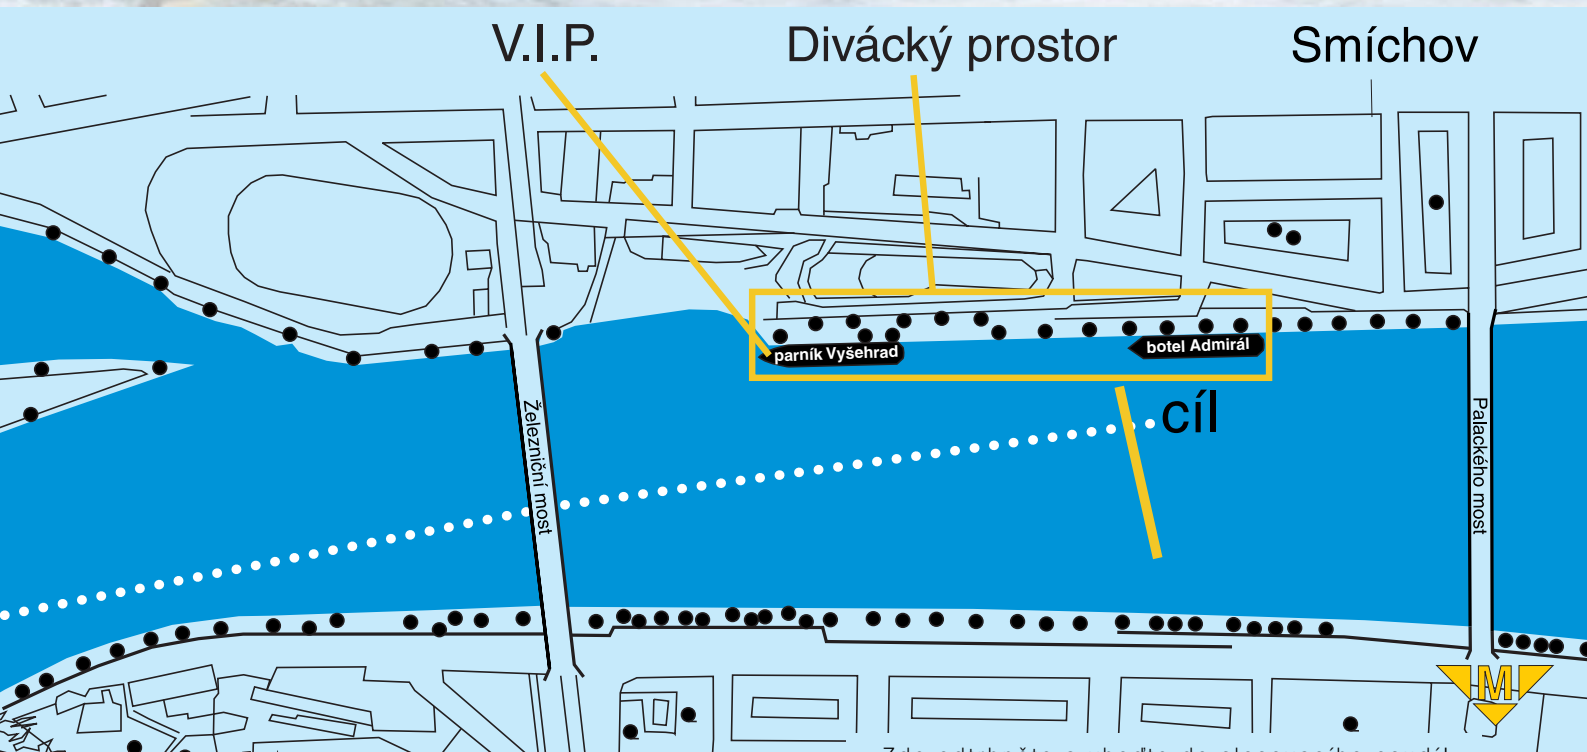 V.I.P.
Divácký prostor
Smíchov
parník Vyšehrad
botel Admirál
cíl
Železniční most
Palackého most
M